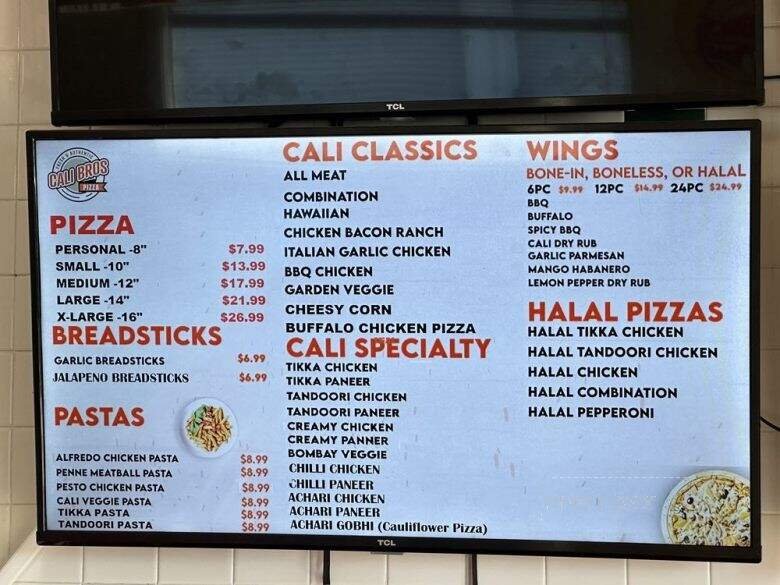 TCL
FRESH & AUTHENTIC
CALI BROS
PIZZA
PIZZA
PERSONAL -8" $7.99
SMALL -10" $13.99
MEDIUM -12" $17.99
LARGE -14" $21.99
X-LARGE -16" $26.99
BREADSTICKS
GARLIC BREADSTICKS $6.99
JALAPENO BREADSTICKS $6.99
PASTAS
ALFREDO CHICKEN PASTA $8.99
PENNE MEATBALL PASTA $8.99
PESTO CHICKEN PASTA $8.99
CALI VEGGIE PASTA $8.99
TIKKA PASTA $8.99
TANDOORI PASTA $8.99
CALI CLASSICS
ALL MEAT
COMBINATION
HAWAIIAN
CHICKEN BACON RANCH
ITALIAN GARLIC CHICKEN
BBQ CHICKEN
GARDEN VEGGIE
CHEESY CORN
BUFFALO CHICKEN PIZZA
CALI SPECIALTY
TIKKA CHICKEN
TIKKA PANEER
TANDOORI CHICKEN
TANDOORI PANEER
CREAMY CHICKEN
CREAMY PANNER
BOMBAY VEGGIE
CHILLI CHICKEN
CHILLI PANEER
ACHARI CHICKEN
ACHARI PANEER
ACHARI GOBHI (Cauliflower Pizza)
WINGS
BONE-IN, BONELESS, OR HALAL
6PC $9.99 12PC $14.99 24PC $24.99
BBQ
BUFFALO
SPICY BBQ
CALI DRY RUB
GARLIC PARMESAN
MANGO HABANERO
LEMON PEPPER DRY RUB
HALAL PIZZAS
HALAL TIKKA CHICKEN
HALAL TANDOORI CHICKEN
HALAL CHICKEN
HALAL COMBINATION
HALAL PEPPERONI
TCL